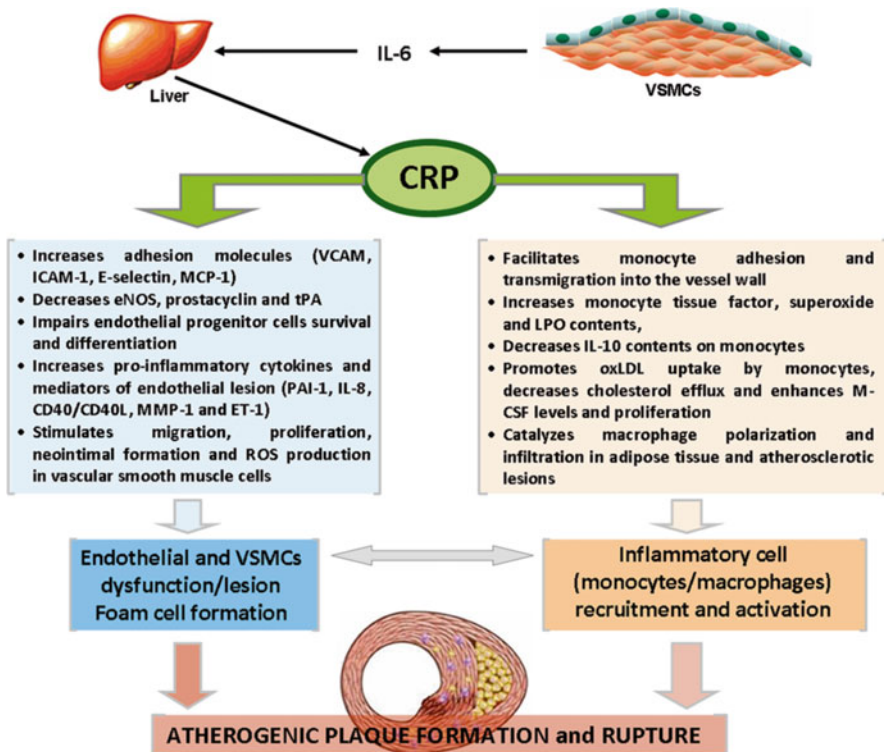 IL-6
Liver
VSMCs
CRP
• Increases adhesion molecules (VCAM,
ICAM-1, E-selectin, MCP-1)
• Decreases eNOS, prostacyclin and tPA
• Impairs endothelial progenitor cells survival
and differentiation
• Increases pro-inflammatory cytokines and
mediators of endothelial lesion (PAI-1, IL-8,
CD40/CD40L, MMP-1 and ET-1)
• Stimulates migration, proliferation,
neointimal formation and ROS production
in vascular smooth muscle cells
• Facilitates monocyte adhesion and
transmigration into the vessel wall
• Increases monocyte tissue factor, superoxide
and LPO contents,
• Decreases IL-10 contents on monocytes
• Promotes oxLDL uptake by monocytes,
decreases cholesterol efflux and enhances M-
CSF levels and proliferation
• Catalyzes macrophage polarization and
infiltration in adipose tissue and atherosclerotic
lesions
Endothelial and VSMCs
dysfunction/lesion
Foam cell formation
Inflammatory cell
(monocytes/macrophages)
recruitment and activation
ATHEROGENIC PLAQUE FORMATION and RUPTURE